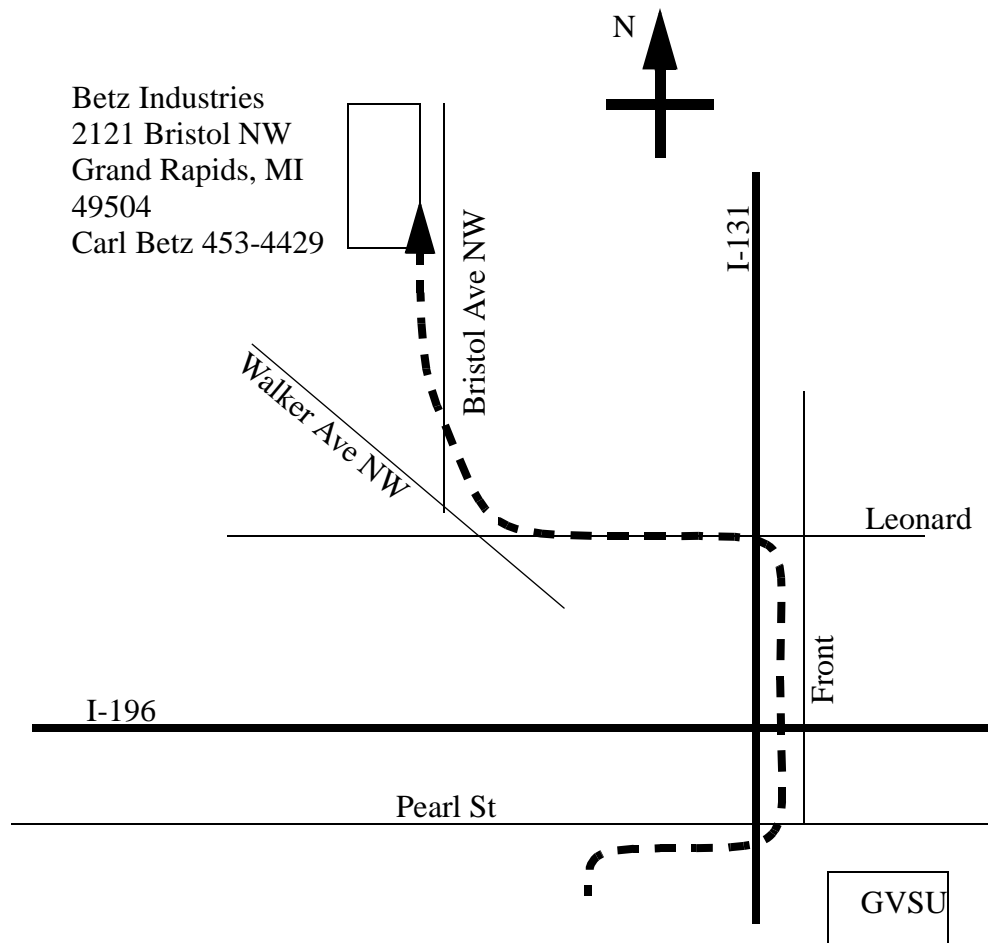 N
Betz Industries
2121 Bristol NW
Grand Rapids, MI
49504
Carl Betz 453-4429
I-131
Bristol Ave NW
Walker Ave NW
Leonard
Front
I-196
Pearl St
GVSU